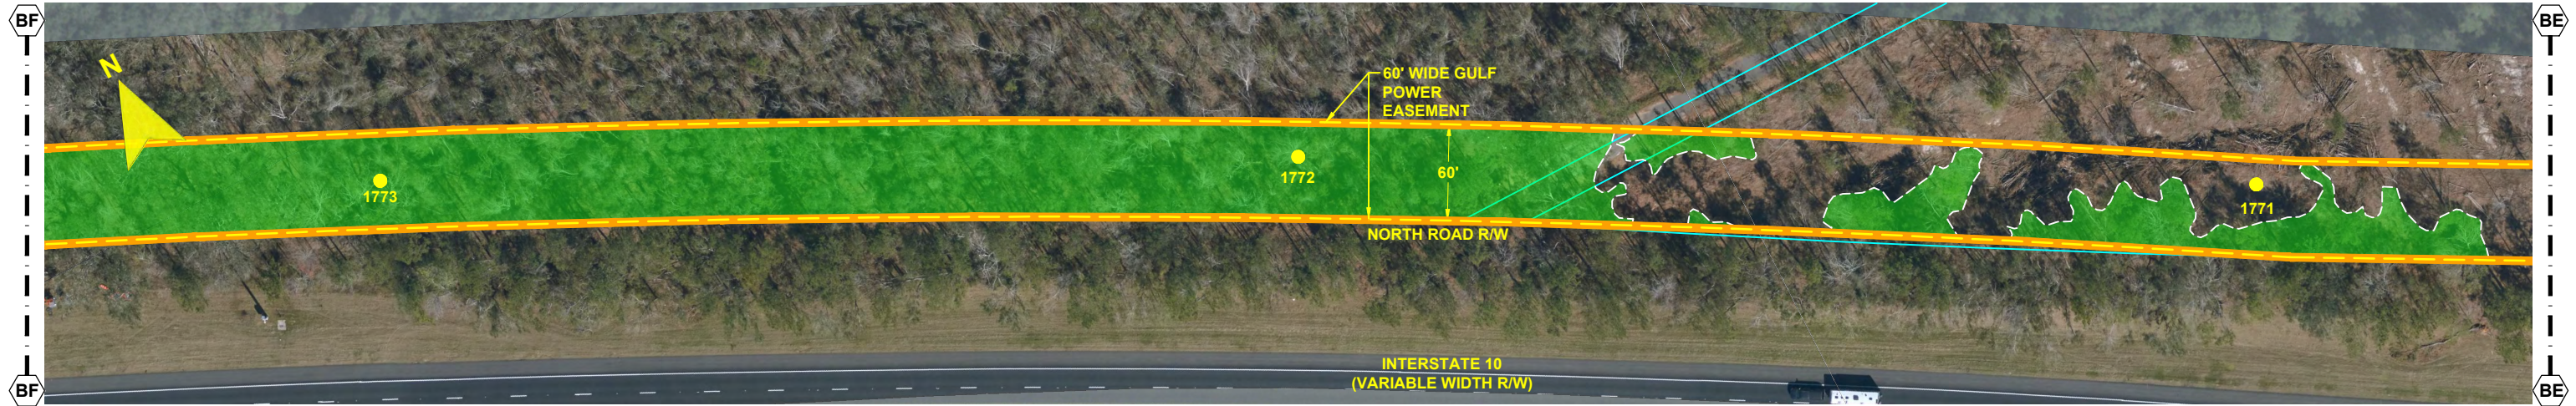 BF
BE
N
60' WIDE GULF
POWER
EASEMENT
1773
1772
60'
1771
NORTH ROAD R/W
INTERSTATE 10
(VARIABLE WIDTH R/W)
BF
BE